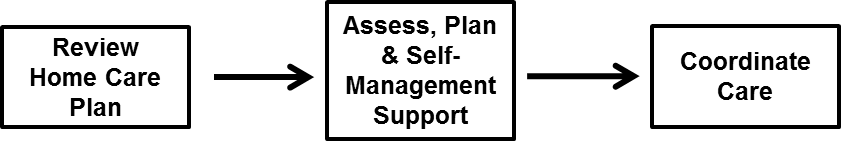 Review
Home Care
Plan
Assess, Plan
& Self-
Management
Support
Coordinate
Care